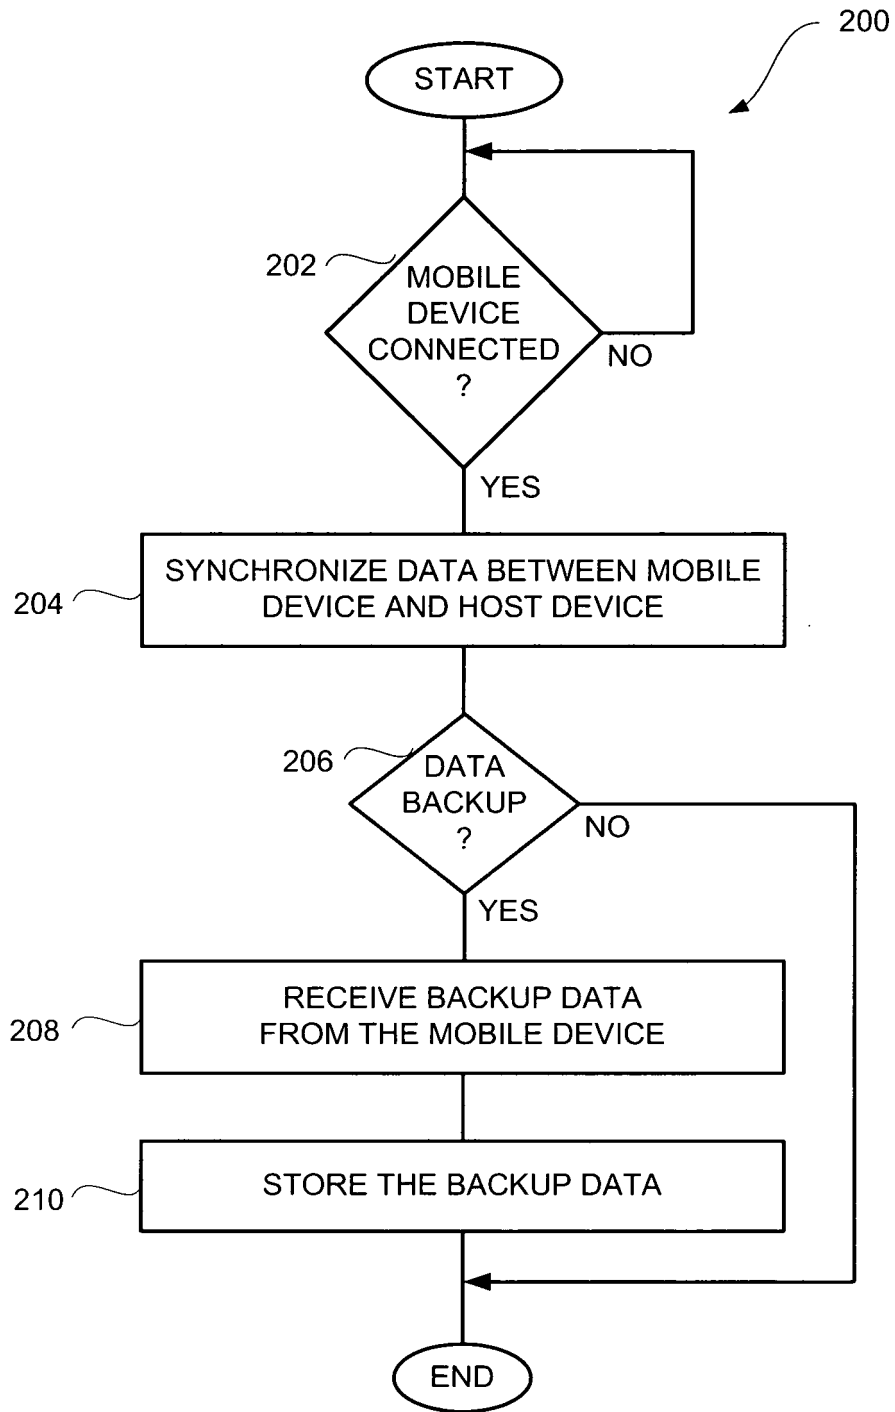 200
START
202
MOBILE
DEVICE
CONNECTED
?
NO
YES
204
SYNCHRONIZE DATA BETWEEN MOBILE
DEVICE AND HOST DEVICE
206
DATA
BACKUP
?
NO
YES
208
RECEIVE BACKUP DATA
FROM THE MOBILE DEVICE
210
STORE THE BACKUP DATA
END